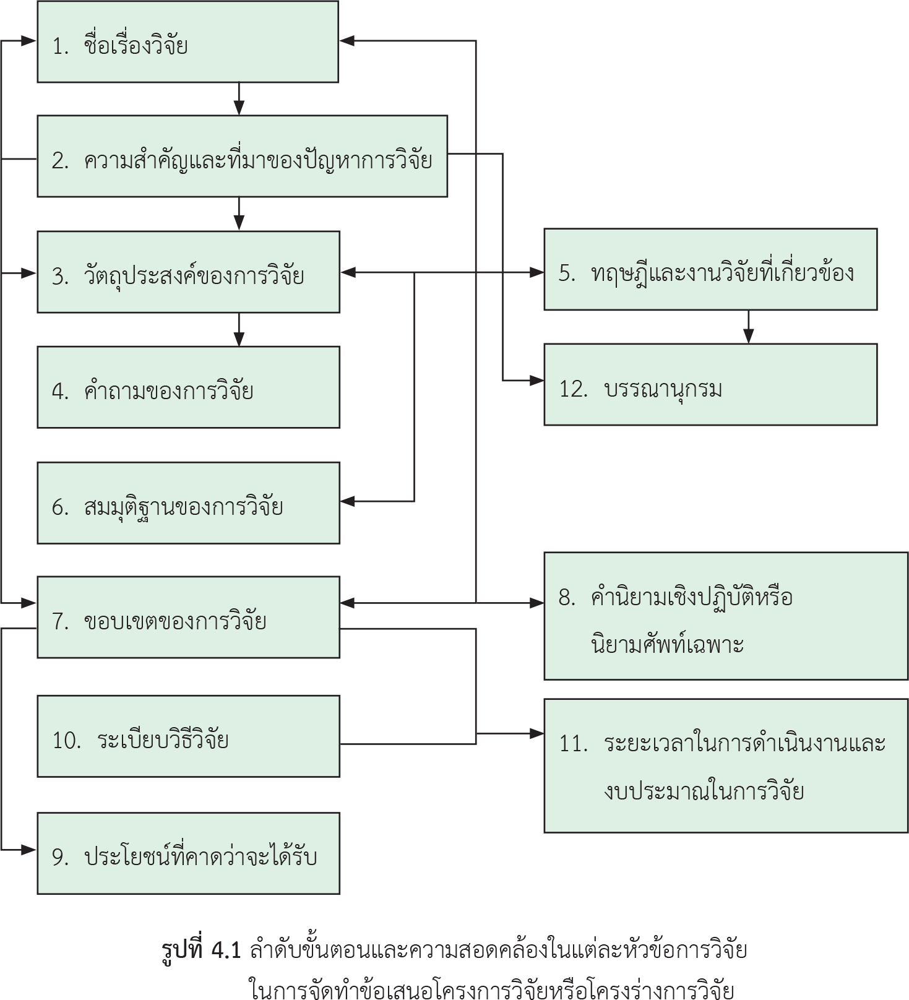 1. ชื่อเรื่องวิจัย
2. ความสำคัญและที่มาของปัญหาการวิจัย
3. วัตถุประสงค์ของการวิจัย
5. ทฤษฎีและงานวิจัยที่เกี่ยวข้อง
4. คำถามของการวิจัย
12. บรรณานุกรม
6. สมมุติฐานของการวิจัย
7. ขอบเขตของการวิจัย
8. คำนิยามเชิงปฏิบัติหรือ
นิยามศัพท์เฉพาะ
10. ระเบียบวิธีวิจัย
11. ระยะเวลาในการดำเนินงานและ
งบประมาณในการวิจัย
9. ประโยชน์ที่คาดว่าจะได้รับ
รูปที่ 4.1 ลำดับขั้นตอนและความสอดคล้องในแต่ละหัวข้อการวิจัย
ในการจัดทำข้อเสนอโครงการวิจัยหรือโครงร่างการวิจัย